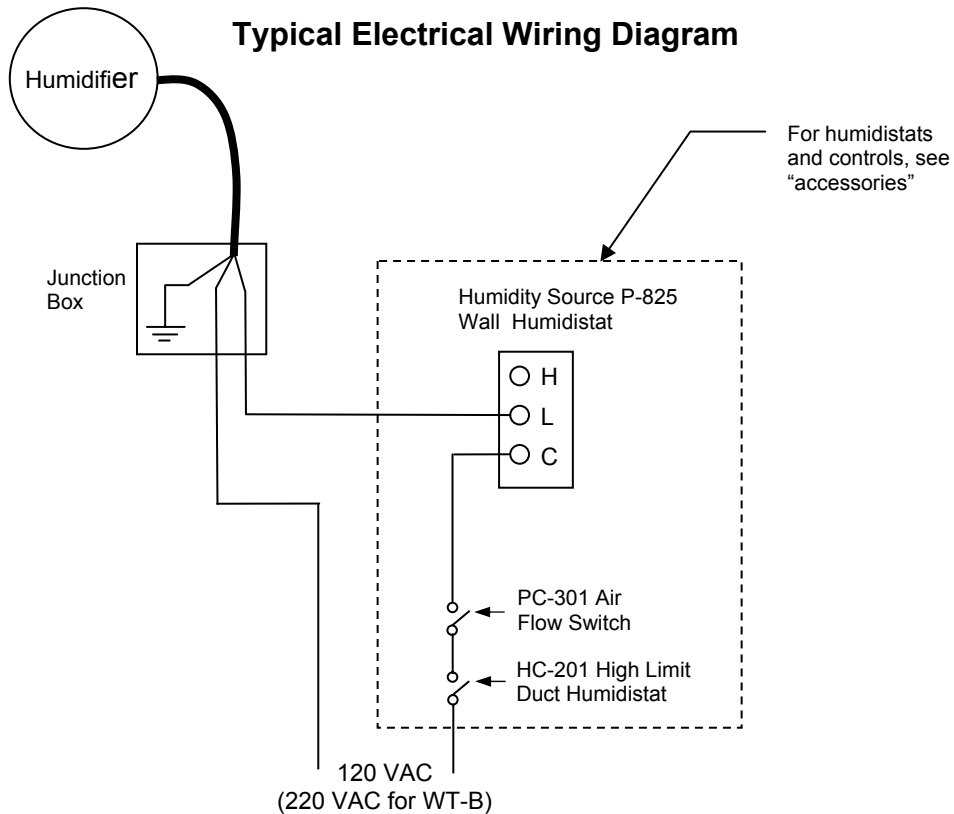 Typical Electrical Wiring Diagram
Humidifier
For humidistats
and controls, see
“accessories”
Junction
Box
Humidity Source P-825
Wall Humidistat
H
L
C
PC-301 Air
Flow Switch
HC-201 High Limit
Duct Humidistat
120 VAC
(220 VAC for WT-B)